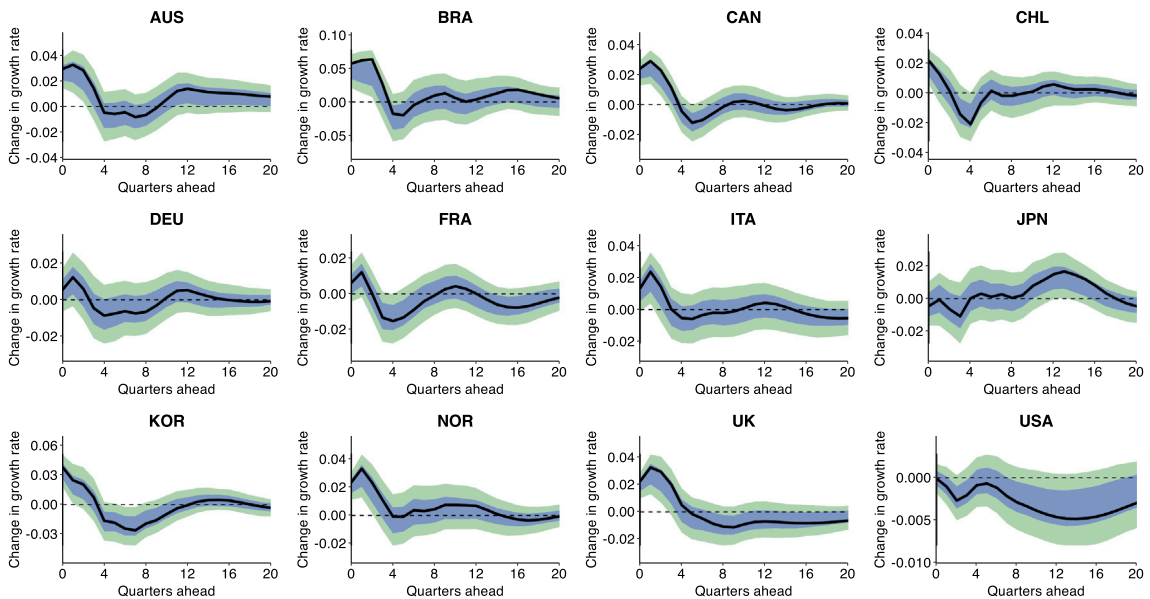 AUS
Change in growth rate
0.04
0.02
0.00
-0.02
-0.04
0 4 8 12 16 20
Quarters ahead
BRA
Change in growth rate
0.10
0.05
0.00
-0.05
0 4 8 12 16 20
Quarters ahead
CAN
Change in growth rate
0.04
0.02
0.00
-0.02
0 4 8 12 16 20
Quarters ahead
CHL
Change in growth rate
0.04
0.02
0.00
-0.02
-0.04
0 4 8 12 16 20
Quarters ahead
DEU
Change in growth rate
0.02
0.00
-0.02
0 4 8 12 16 20
Quarters ahead
FRA
Change in growth rate
0.02
0.00
-0.02
0 4 8 12 16 20
Quarters ahead
ITA
Change in growth rate
0.04
0.02
0.00
-0.02
0 4 8 12 16 20
Quarters ahead
JPN
Change in growth rate
0.02
0.00
-0.02
0 4 8 12 16 20
Quarters ahead
KOR
Change in growth rate
0.06
0.03
0.00
-0.03
0 4 8 12 16 20
Quarters ahead
NOR
Change in growth rate
0.04
0.02
0.00
-0.02
0 4 8 12 16 20
Quarters ahead
UK
Change in growth rate
0.04
0.02
0.00
-0.02
0 4 8 12 16 20
Quarters ahead
USA
Change in growth rate
0.000
-0.005
-0.010
0 4 8 12 16 20
Quarters ahead